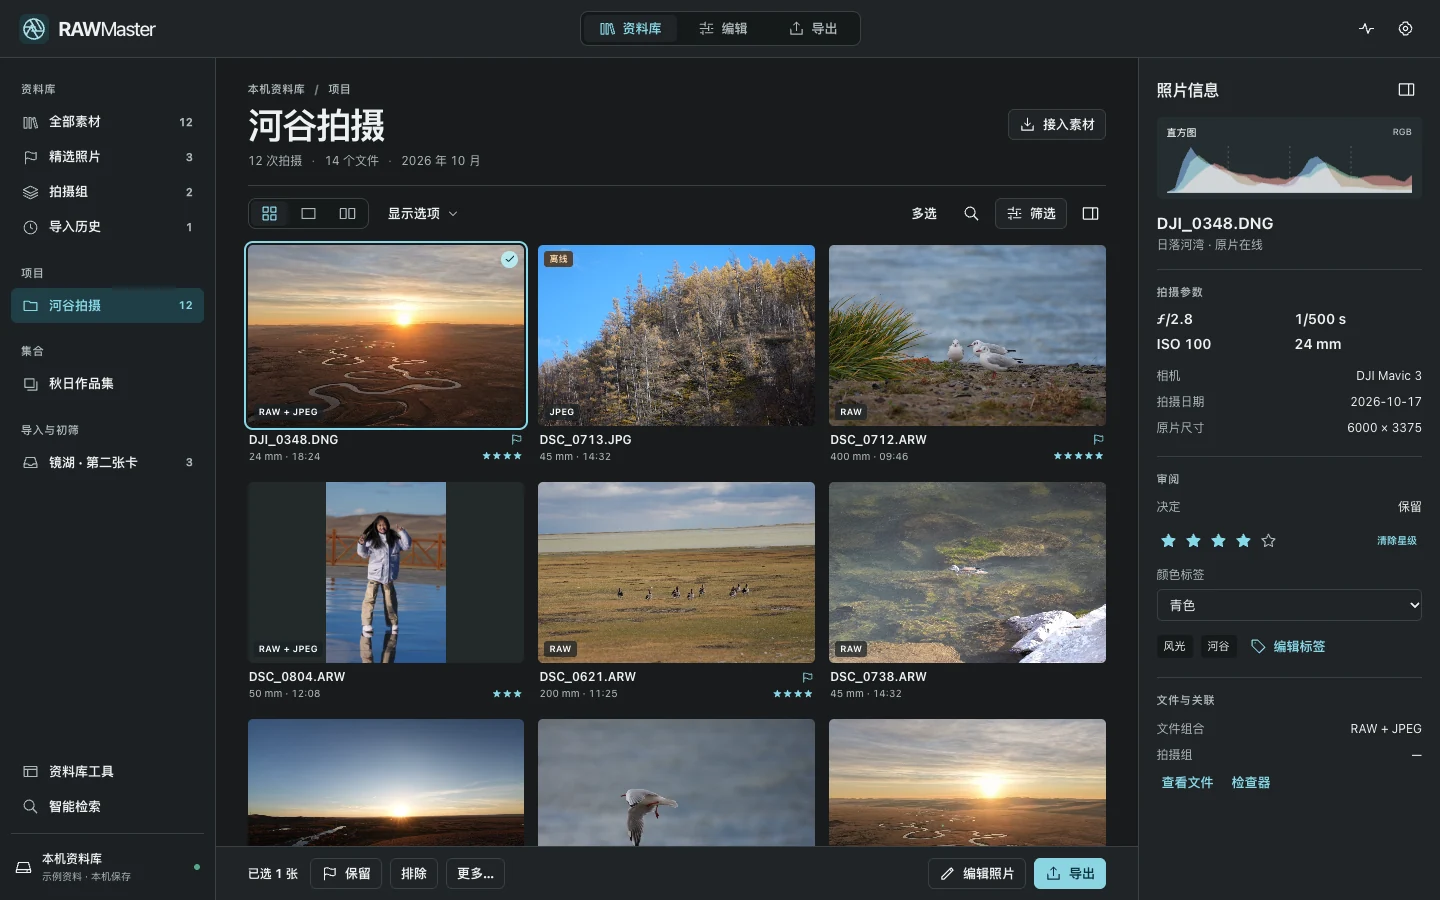 RAWMaster
资料库
编辑
导出
资料库
全部素材 12
精选照片 3
拍摄组 2
导入历史 1
项目
河谷拍摄 12
集合
秋日作品集
导入与初筛
镜湖 · 第二张卡 3
资料库工具
智能检索
本机资料库
示例资料 · 本机保存
本机资料库 / 项目
河谷拍摄
12 次拍摄 · 14 个文件 · 2026 年 10 月
接入素材
显示选项
多选
筛选
RAW + JPEG
DJI_0348.DNG
24 mm · 18:24
离线
JPEG
DSC_0713.JPG
45 mm · 14:32
RAW
DSC_0712.ARW
400 mm · 09:46
RAW + JPEG
DSC_0804.ARW
50 mm · 12:08
RAW
DSC_0621.ARW
200 mm · 11:25
RAW
DSC_0738.ARW
45 mm · 14:32
已选 1 张
保留
排除
更多...
编辑照片
导出
照片信息
直方图 RGB
DJI_0348.DNG
日落河湾 · 原片在线
拍摄参数
ƒ/2.8 1/500 s
ISO 100 24 mm
相机 DJI Mavic 3
拍摄日期 2026-10-17
原片尺寸 6000 × 3375
审阅
决定 保留
清除星级
颜色标签
青色
风光 河谷 编辑标签
文件与关联
文件组合 RAW + JPEG
拍摄组 —
查看文件 检查器